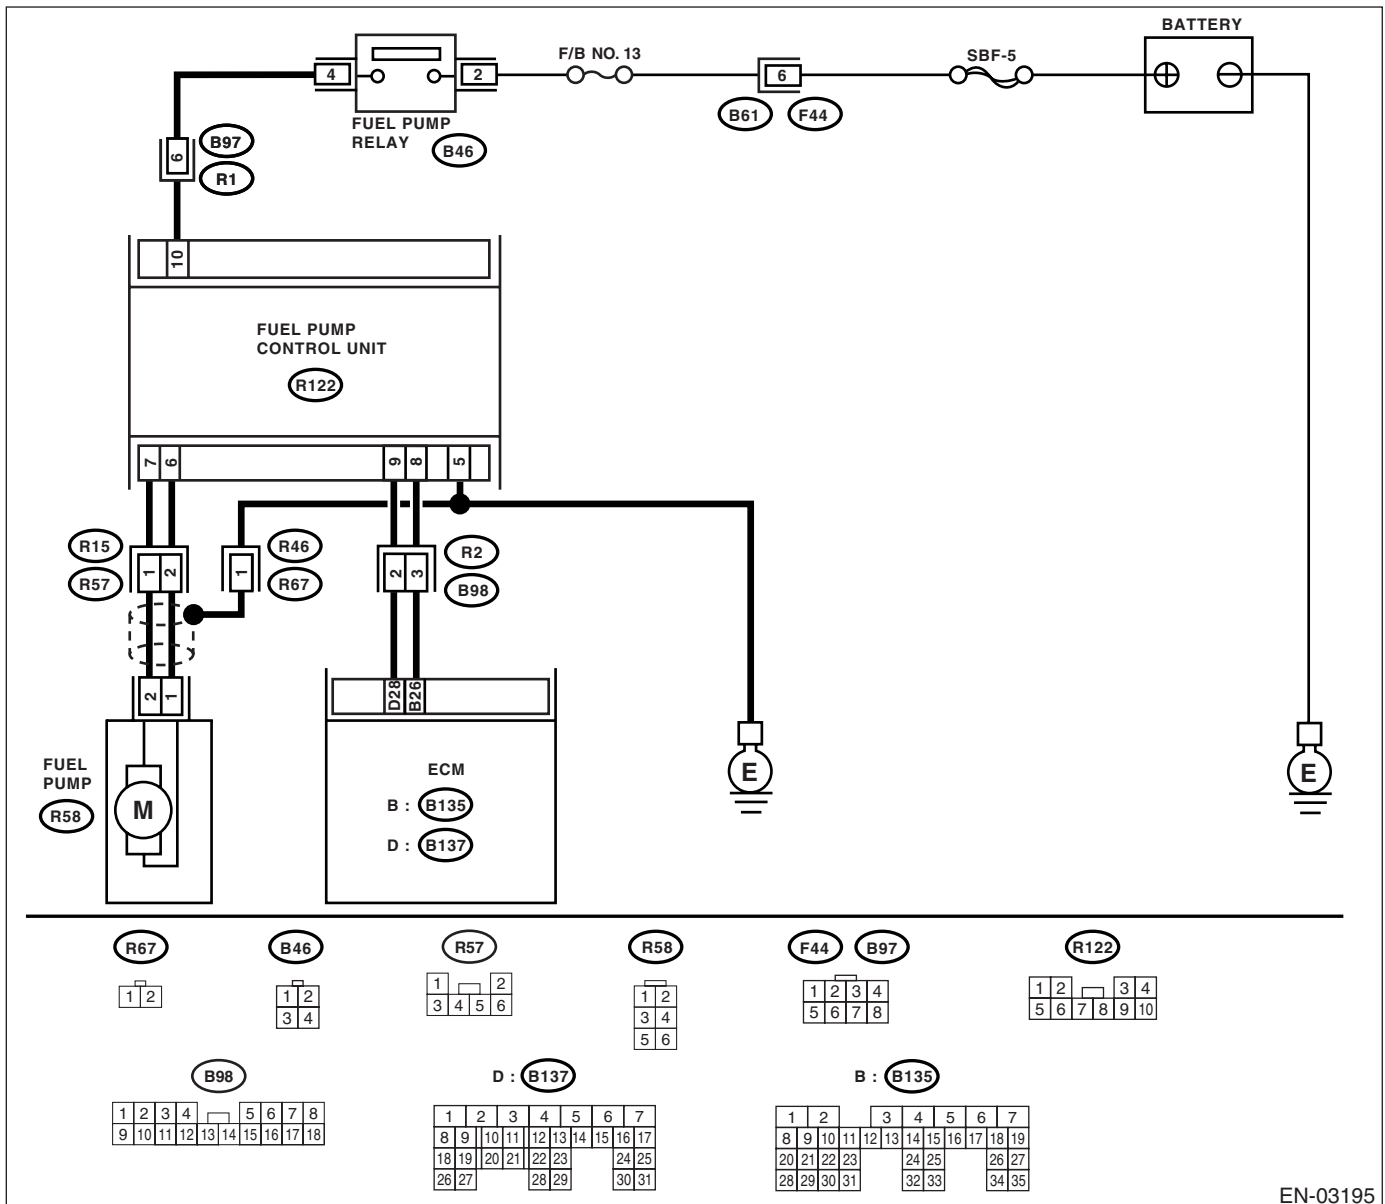 BATTERY
F/B NO. 13
SBF-5
4
2
6
FUEL PUMP
RELAY
B46
B61
F44
6
B97
R1
10
FUEL PUMP
CONTROL UNIT
R122
7
6
9
8
5
R15
R57
1
2
1
R46
R67
2
3
R2
B98
2
1
D28
B26
FUEL
PUMP
R58
M
ECM
B : B135
D : B137
E
E
R67
1 2
B46
1 2
3 4
R57
1 2
3 4 5 6
R58
1 2
3 4
5 6
F44 B97
1 2 3 4
5 6 7 8
R122
1 2 3 4
5 6 7 8 9 10
B98
1 2 3 4 5 6 7 8
9 10 11 12 13 14 15 16 17 18
D : B137
1 2 3 4 5 6 7
8 9 10 11 12 13 14 15 16 17
18 19 20 21 22 23 24 25
26 27 28 29 30 31
B : B135
1 2 3 4 5 6 7
8 9 10 11 12 13 14 15 16 17 18 19
20 21 22 23 24 25 26 27
28 29 30 31 32 33 34 35
EN-03195